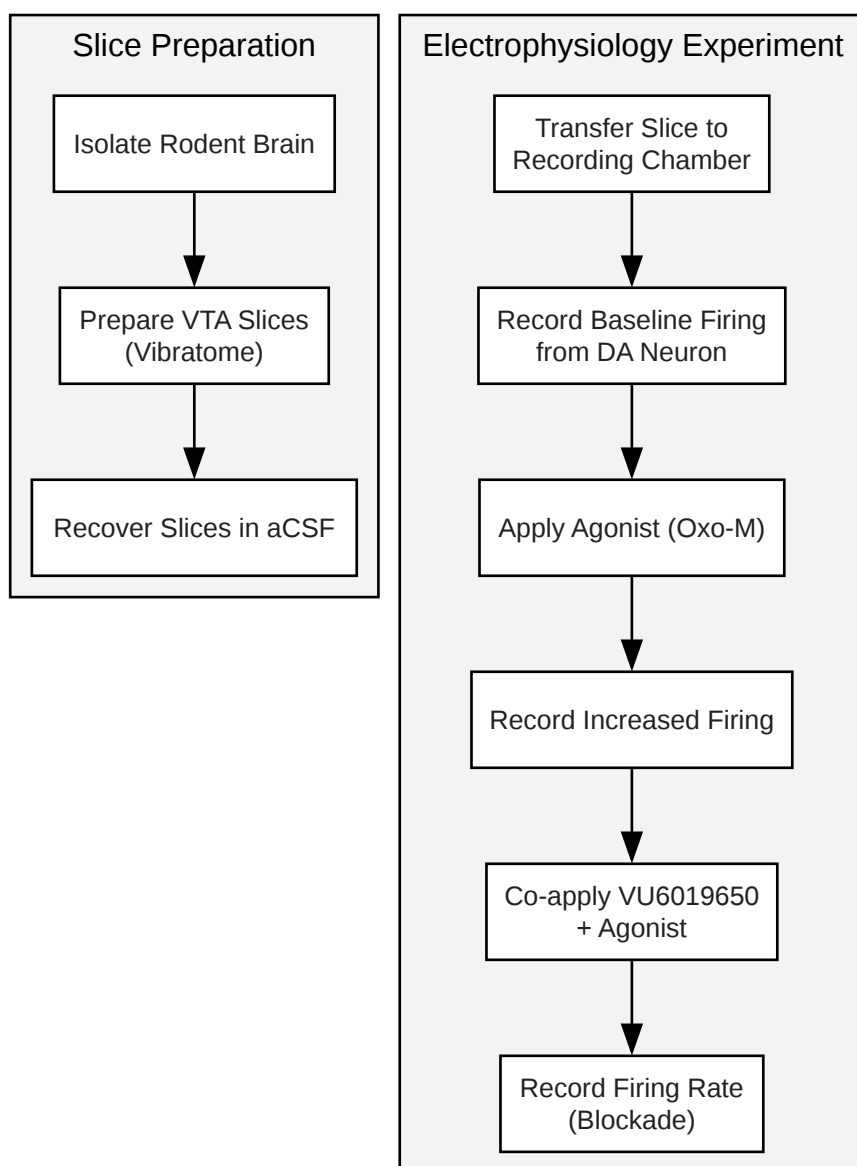 Slice Preparation
Isolate Rodent Brain
Prepare VTA Slices
(Vibratome)
Recover Slices in aCSF
Electrophysiology Experiment
Transfer Slice to
Recording Chamber
Record Baseline Firing
from DA Neuron
Apply Agonist (Oxo-M)
Record Increased Firing
Co-apply VU6019650
+ Agonist
Record Firing Rate
(Blockade)